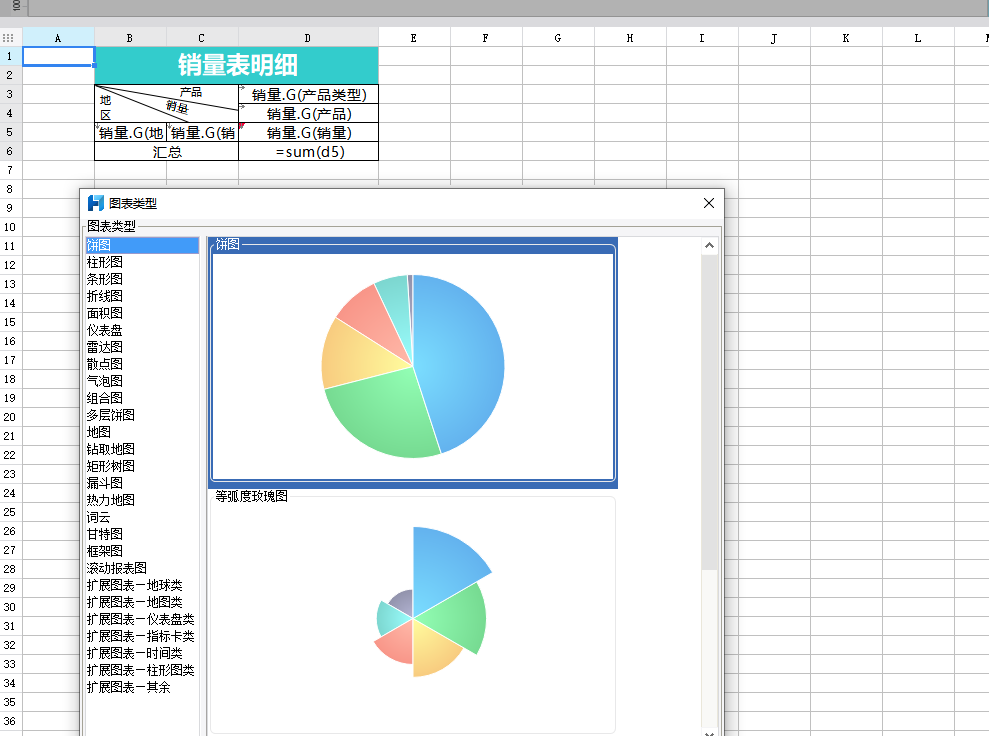 100
A B C D E F G H I J K L
1 销量表明细
2
3 产品 销量.G(产品类型)
地 销量
4 区 销量.G(产品)
5 销量.G(地 销量.G(销 销量.G(销量)
6 汇总 =sum(d5)
7
8
9 图表类型
10 图表类型
11 饼图 饼图
12 柱形图
13 条形图
14 折线图
15 面积图
仪表盘
16 雷达图
17 散点图
18 气泡图
19 组合图
20 多层饼图
21 地图
22 钻取地图
23 矩形树图
漏斗图
24 等弧度玫瑰图
热力地图
25 词云
26 甘特图
27 框架图
28 滚动报表图
29 扩展图表—地球类
30 扩展图表—地图类
31 扩展图表—仪表盘类
32 扩展图表—指标卡类
33 扩展图表—时间类
扩展图表—柱形图类
34 扩展图表—其余
35
36